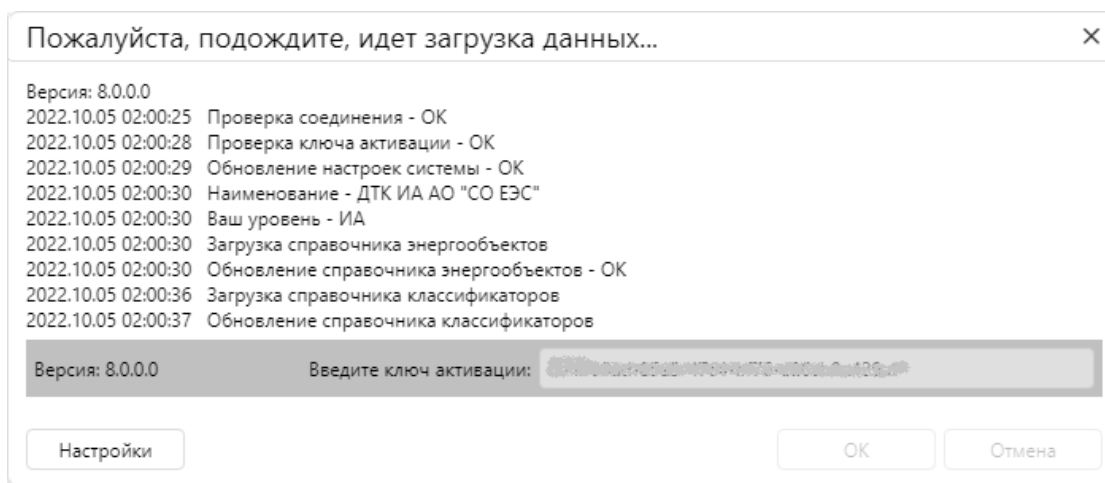 Пожалуйста, подождите, идет загрузка данных...
Версия: 8.0.0.0
2022.10.05 02:00:25 Проверка соединения - ОК
2022.10.05 02:00:28 Проверка ключа активации - ОК
2022.10.05 02:00:29 Обновление настроек системы - ОК
2022.10.05 02:00:30 Наименование - ДТК ИА АО "СО ЕЭС"
2022.10.05 02:00:30 Ваш уровень - ИА
2022.10.05 02:00:30 Загрузка справочника энергообъектов
2022.10.05 02:00:30 Обновление справочника энергообъектов - ОК
2022.10.05 02:00:36 Загрузка справочника классификаторов
2022.10.05 02:00:37 Обновление справочника классификаторов
Версия: 8.0.0.0 Введите ключ активации:
Настройки ОК Отмена